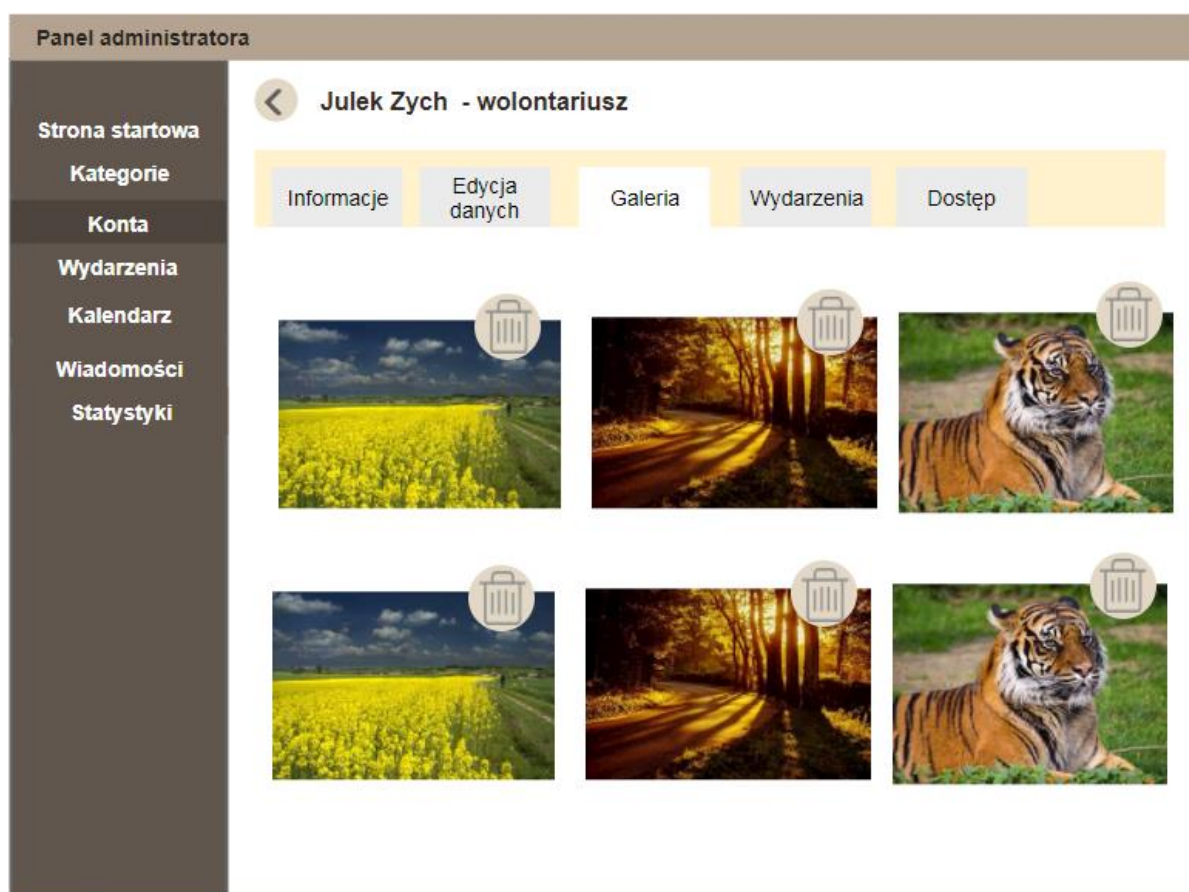 Panel administratora
Julek Zych - wolontariusz
Strona startowa
Kategorie
Konta
Wydarzenia
Kalendarz
Wiadomości
Statystyki
Informacje
Edycja
danych
Galeria
Wydarzenia
Dostęp